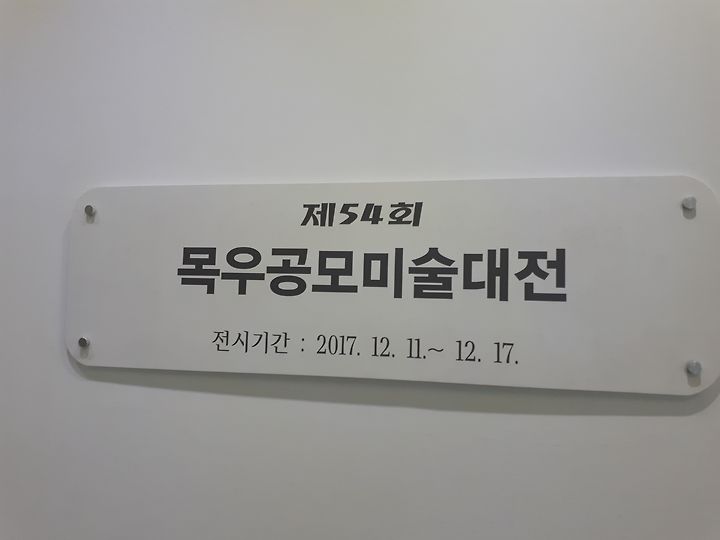 제54회
목우공모미술대전
전시기간 : 2017. 12. 11.~ 12. 17.